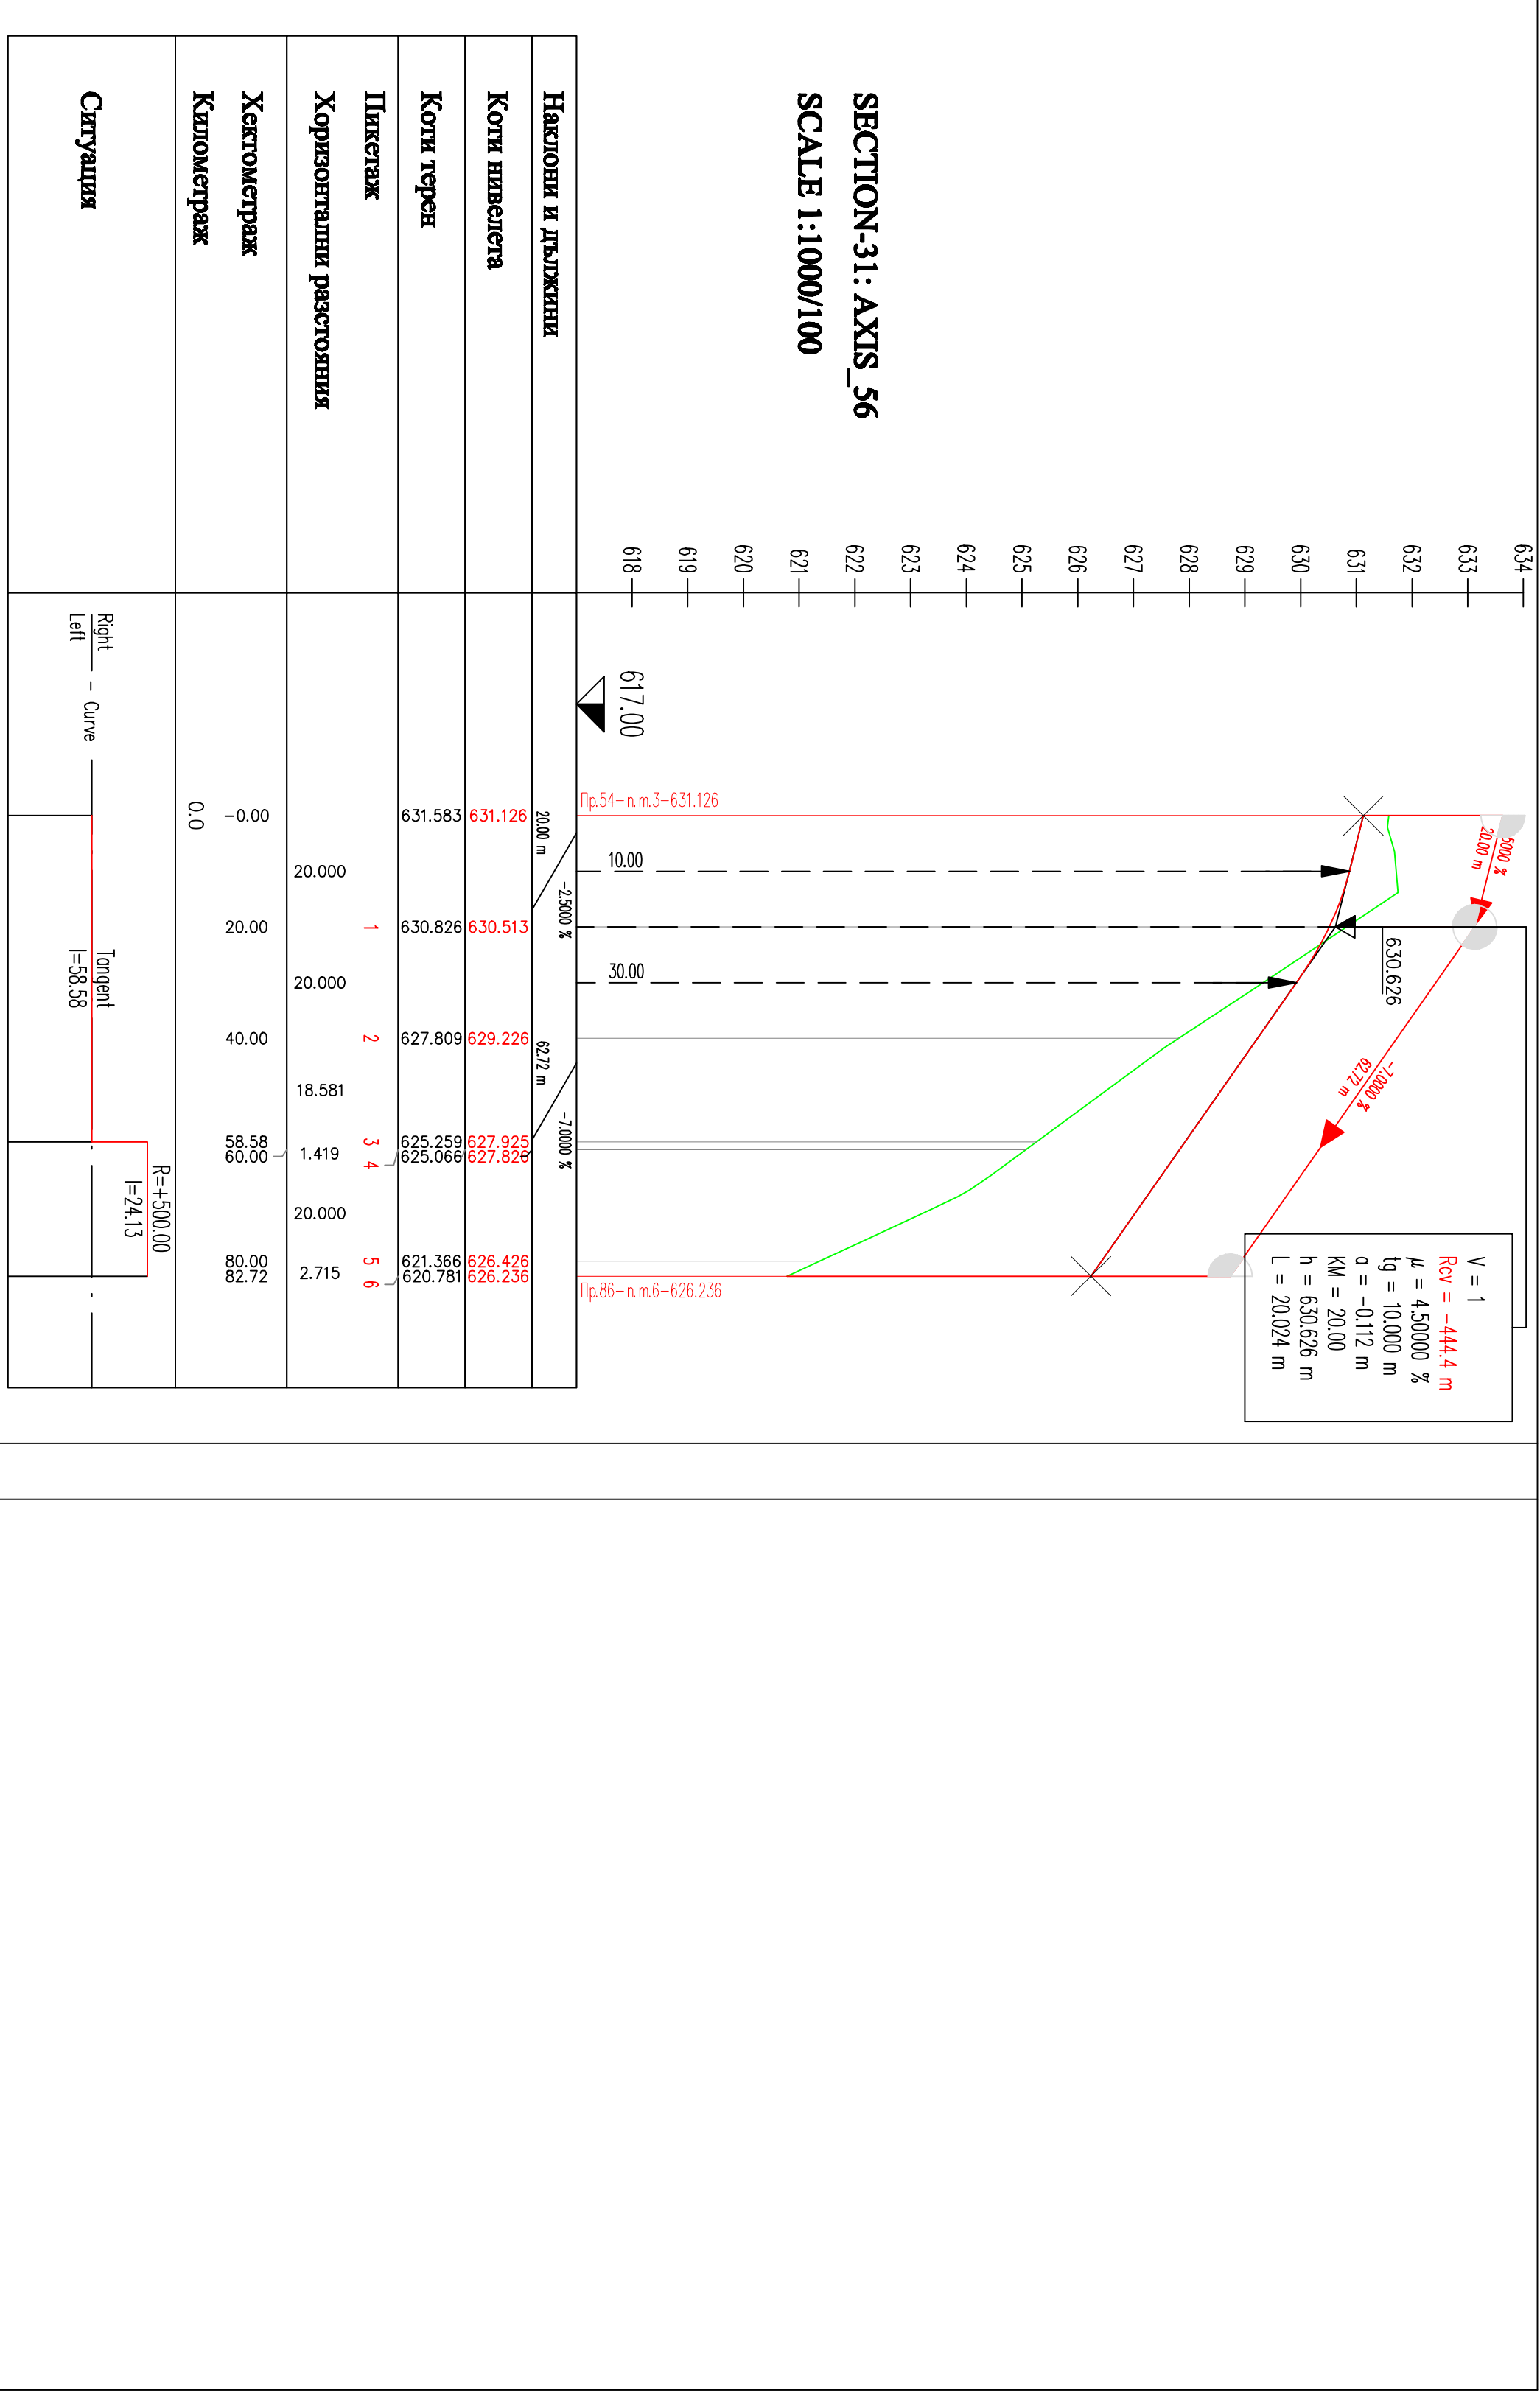 SECTION-31: AXIS_56
SCALE 1:1000/100
634
633
632
631
630
629
628
627
626
625
624
623
622
621
620
619
618
617.00
5000 %
20.00 m
-7.0000 %
62.72 m
630.626
V = 1
Rcv = -444.4 m
μ = 4.50000 %
tg = 10.000 m
a = -0.112 m
KM = 20.00
h = 630.626 m
L = 20.024 m
10.00
30.00
Пр.54-п.т.3-631.126
Пр.86-п.т.6-626.236
Наклони и дължини
20.00 m -2.5000 % 62.72 m -7.0000 %
Коти нивелета
631.126 630.513 629.226 627.925 627.826 626.426 626.236
Коти терен
631.583 630.826 627.809 625.259 625.066 621.366 620.781
Пикетаж
1 2 3 4 5 6
Хоризонтални разстояния
20.000 20.000 18.581 1.419 20.000 2.715
Хектометраж
-0.00 20.00 40.00 58.58 60.00 80.00 82.72
Километраж
0.0
Ситуация
Right
Left
- Curve
Tangent
l=58.58
R=+500.00
l=24.13